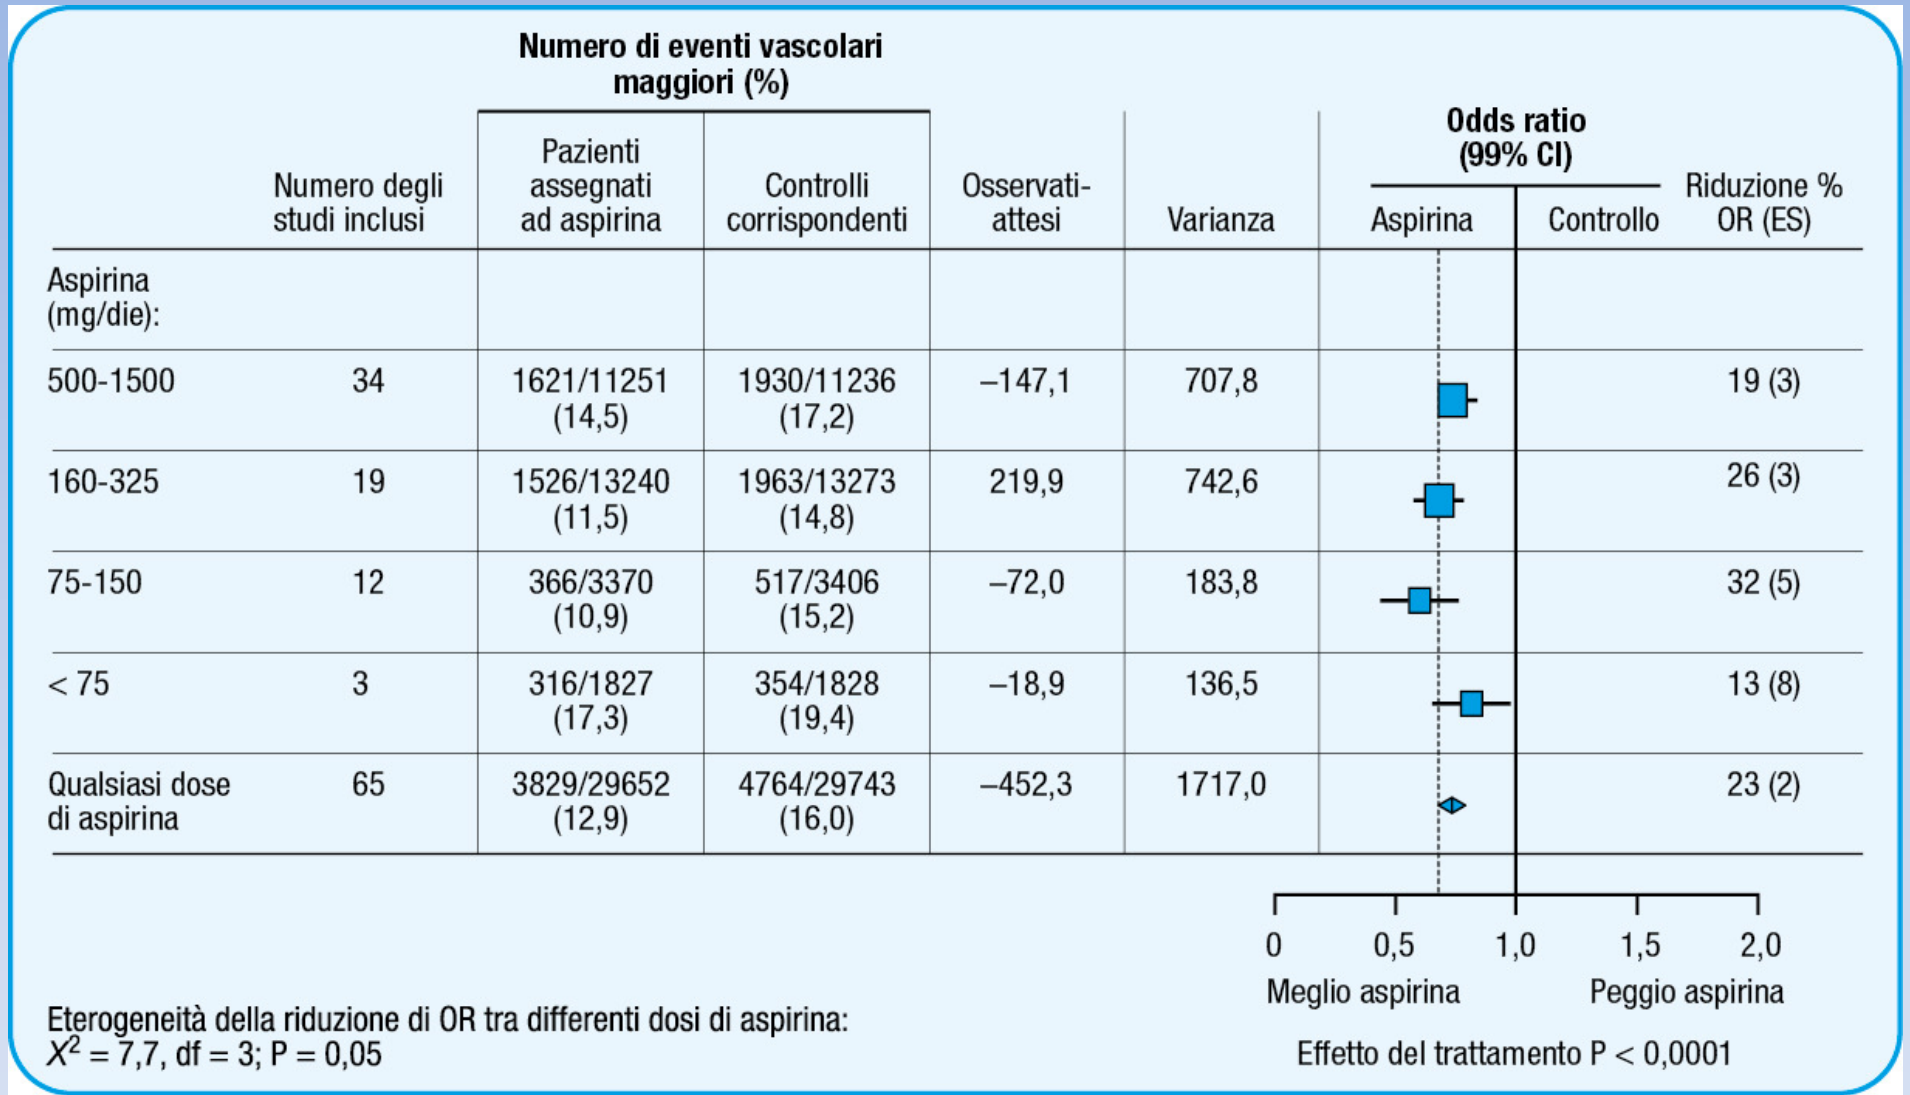 Numero di eventi vascolari
maggiori (%)
Odds ratio
(99% CI)
Numero degli
studi inclusi
Pazienti
assegnati
ad aspirina
Controlli
corrispondenti
Osservati-
attesi
Varianza
Aspirina
Controllo
Riduzione %
OR (ES)
Aspirina
(mg/die):
500-1500 34 1621/11251 1930/11236 –147,1 707,8 19 (3)
(14,5) (17,2)
160-325 19 1526/13240 1963/13273 219,9 742,6 26 (3)
(11,5) (14,8)
75-150 12 366/3370 517/3406 –72,0 183,8 32 (5)
(10,9) (15,2)
< 75 3 316/1827 354/1828 –18,9 136,5 13 (8)
(17,3) (19,4)
Qualsiasi dose 65 3829/29652 4764/29743 –452,3 1717,0 23 (2)
di aspirina (12,9) (16,0)
0 0,5 1,0 1,5 2,0
Meglio aspirina Peggio aspirina
Eterogeneità della riduzione di OR tra differenti dosi di aspirina:
X² = 7,7, df = 3; P = 0,05
Effetto del trattamento P < 0,0001